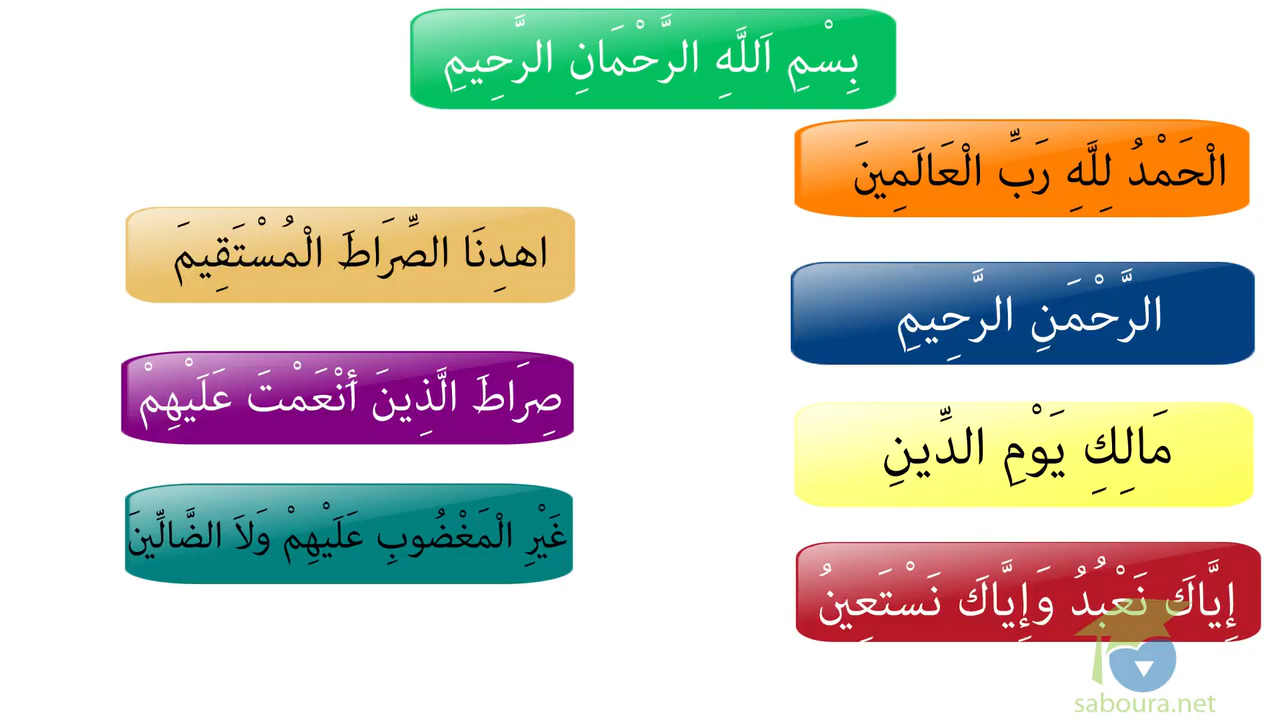 بِسْمِ اَللَّهِ الرَّحْمَانِ الرَّحِيمِ
الْحَمْدُ لِلَّهِ رَبِّ الْعَالَمِينَ
الرَّحْمَنِ الرَّحِيمِ
مَالِكِ يَوْمِ الدِّينِ
إِيَّاكَ نَعْبُدُ وَإِيَّاكَ نَسْتَعِينُ
اهدِنَا الصِّرَاطَ الْمُسْتَقِيمَ
صِرَاطَ الَّذِينَ أَنْعَمْتَ عَلَيْهِمْ
غَيْرِ الْمَغْضُوبِ عَلَيْهِمْ وَلاَ الضَّالِّينَ
saboura.net